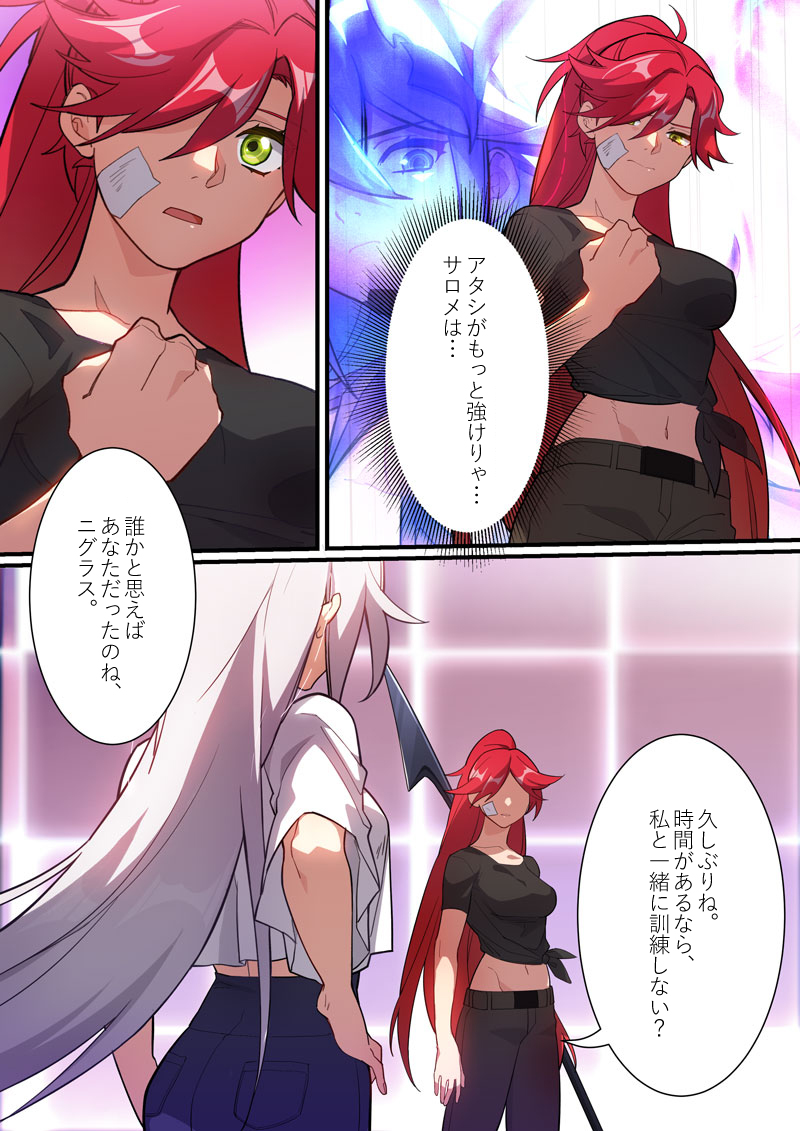 アタシがもっと強けりゃ…
サロメは…
誰かと思えば
あなただったのね、
ニグラス。
久しぶりね。
時間があるなら、
私と一緒に訓練しない？